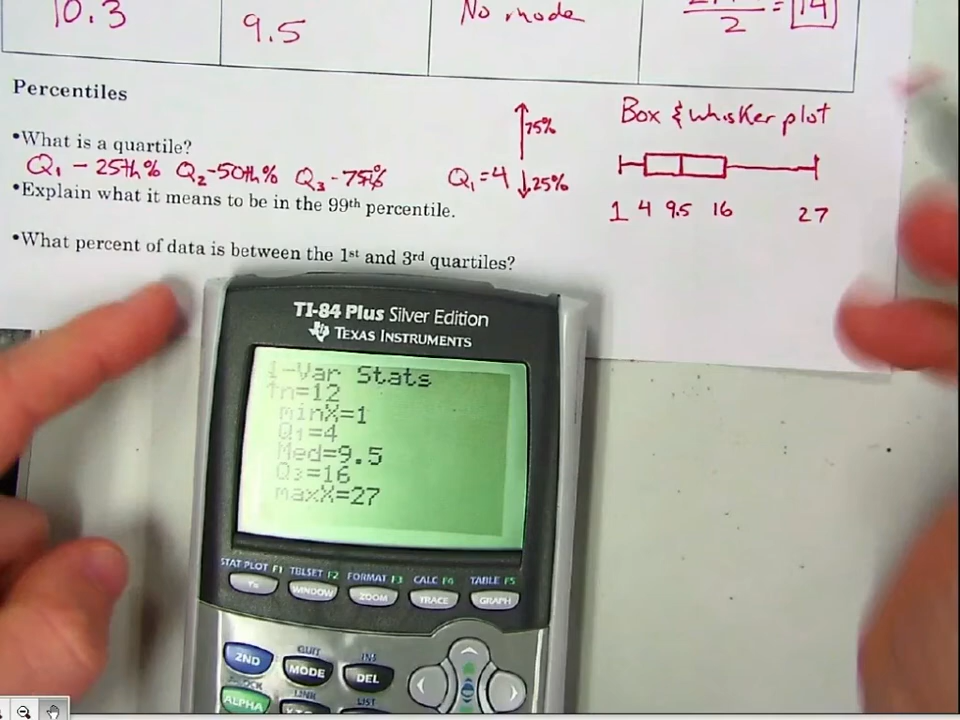 10.3
9.5
No mode
2 = 14
Percentiles
•What is a quartile?
Q₁ - 25th% Q₂-50th% Q₃-75%
•Explain what it means to be in the 99th percentile.
•What percent of data is between the 1st and 3rd quartiles?
75%
Q₁=4
25%
Box & whisker plot
1 4 9.5 16 27
TI-84 Plus Silver Edition
TEXAS INSTRUMENTS
1-Var Stats
↑n=12
minX=1
Q₁=4
Med=9.5
Q₃=16
maxX=27
STAT PLOT F1 TBLSET F2 FORMAT F3 CALC F4 TABLE F5
Y= WINDOW ZOOM TRACE GRAPH
QUIT INS
2ND MODE DEL
LINK LIST
ALPHA